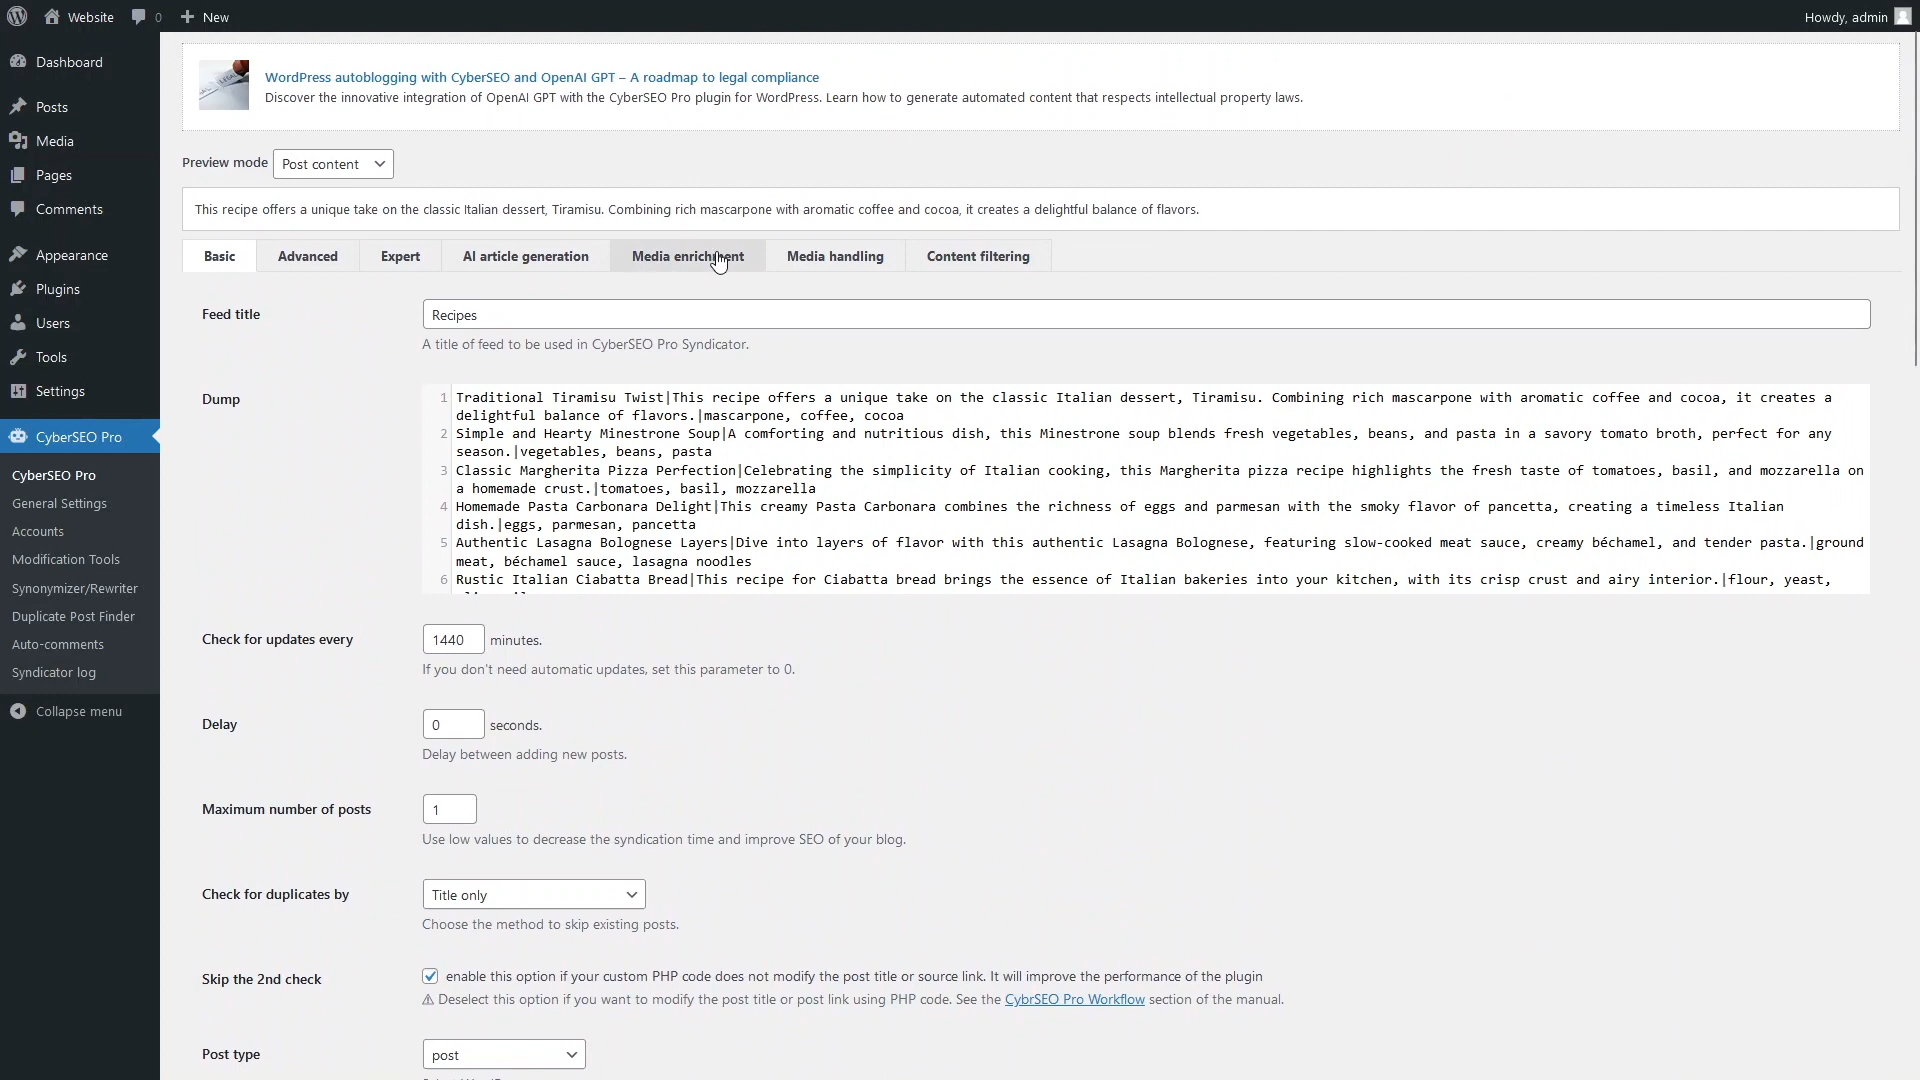 Website
0
New
Howdy, admin
Dashboard
Posts
Media
Pages
Comments
Appearance
Plugins
Users
Tools
Settings
CyberSEO Pro
CyberSEO Pro
General Settings
Accounts
Modification Tools
Synonymizer/Rewriter
Duplicate Post Finder
Auto-comments
Syndicator log
Collapse menu
WordPress autoblogging with CyberSEO and OpenAI GPT – A roadmap to legal compliance
Discover the innovative integration of OpenAI GPT with the CyberSEO Pro plugin for WordPress. Learn how to generate automated content that respects intellectual property laws.
Preview mode Post content
This recipe offers a unique take on the classic Italian dessert, Tiramisu. Combining rich mascarpone with aromatic coffee and cocoa, it creates a delightful balance of flavors.
Basic Advanced Expert AI article generation Media enrichment Media handling Content filtering
Feed title Recipes
A title of feed to be used in CyberSEO Pro Syndicator.
Dump
1 Traditional Tiramisu Twist|This recipe offers a unique take on the classic Italian dessert, Tiramisu. Combining rich mascarpone with aromatic coffee and cocoa, it creates a
delightful balance of flavors.|mascarpone, coffee, cocoa
2 Simple and Hearty Minestrone Soup|A comforting and nutritious dish, this Minestrone soup blends fresh vegetables, beans, and pasta in a savory tomato broth, perfect for any
season.|vegetables, beans, pasta
3 Classic Margherita Pizza Perfection|Celebrating the simplicity of Italian cooking, this Margherita pizza recipe highlights the fresh taste of tomatoes, basil, and mozzarella on
a homemade crust.|tomatoes, basil, mozzarella
4 Homemade Pasta Carbonara Delight|This creamy Pasta Carbonara combines the richness of eggs and parmesan with the smoky flavor of pancetta, creating a timeless Italian
dish.|eggs, parmesan, pancetta
5 Authentic Lasagna Bolognese Layers|Dive into layers of flavor with this authentic Lasagna Bolognese, featuring slow-cooked meat sauce, creamy béchamel, and tender pasta.|ground
meat, béchamel sauce, lasagna noodles
6 Rustic Italian Ciabatta Bread|This recipe for Ciabatta bread brings the essence of Italian bakeries into your kitchen, with its crisp crust and airy interior.|flour, yeast,
Check for updates every 1440 minutes.
If you don't need automatic updates, set this parameter to 0.
Delay 0 seconds.
Delay between adding new posts.
Maximum number of posts 1
Use low values to decrease the syndication time and improve SEO of your blog.
Check for duplicates by Title only
Choose the method to skip existing posts.
Skip the 2nd check enable this option if your custom PHP code does not modify the post title or source link. It will improve the performance of the plugin
⚠ Deselect this option if you want to modify the post title or post link using PHP code. See the CybrSEO Pro Workflow section of the manual.
Post type post